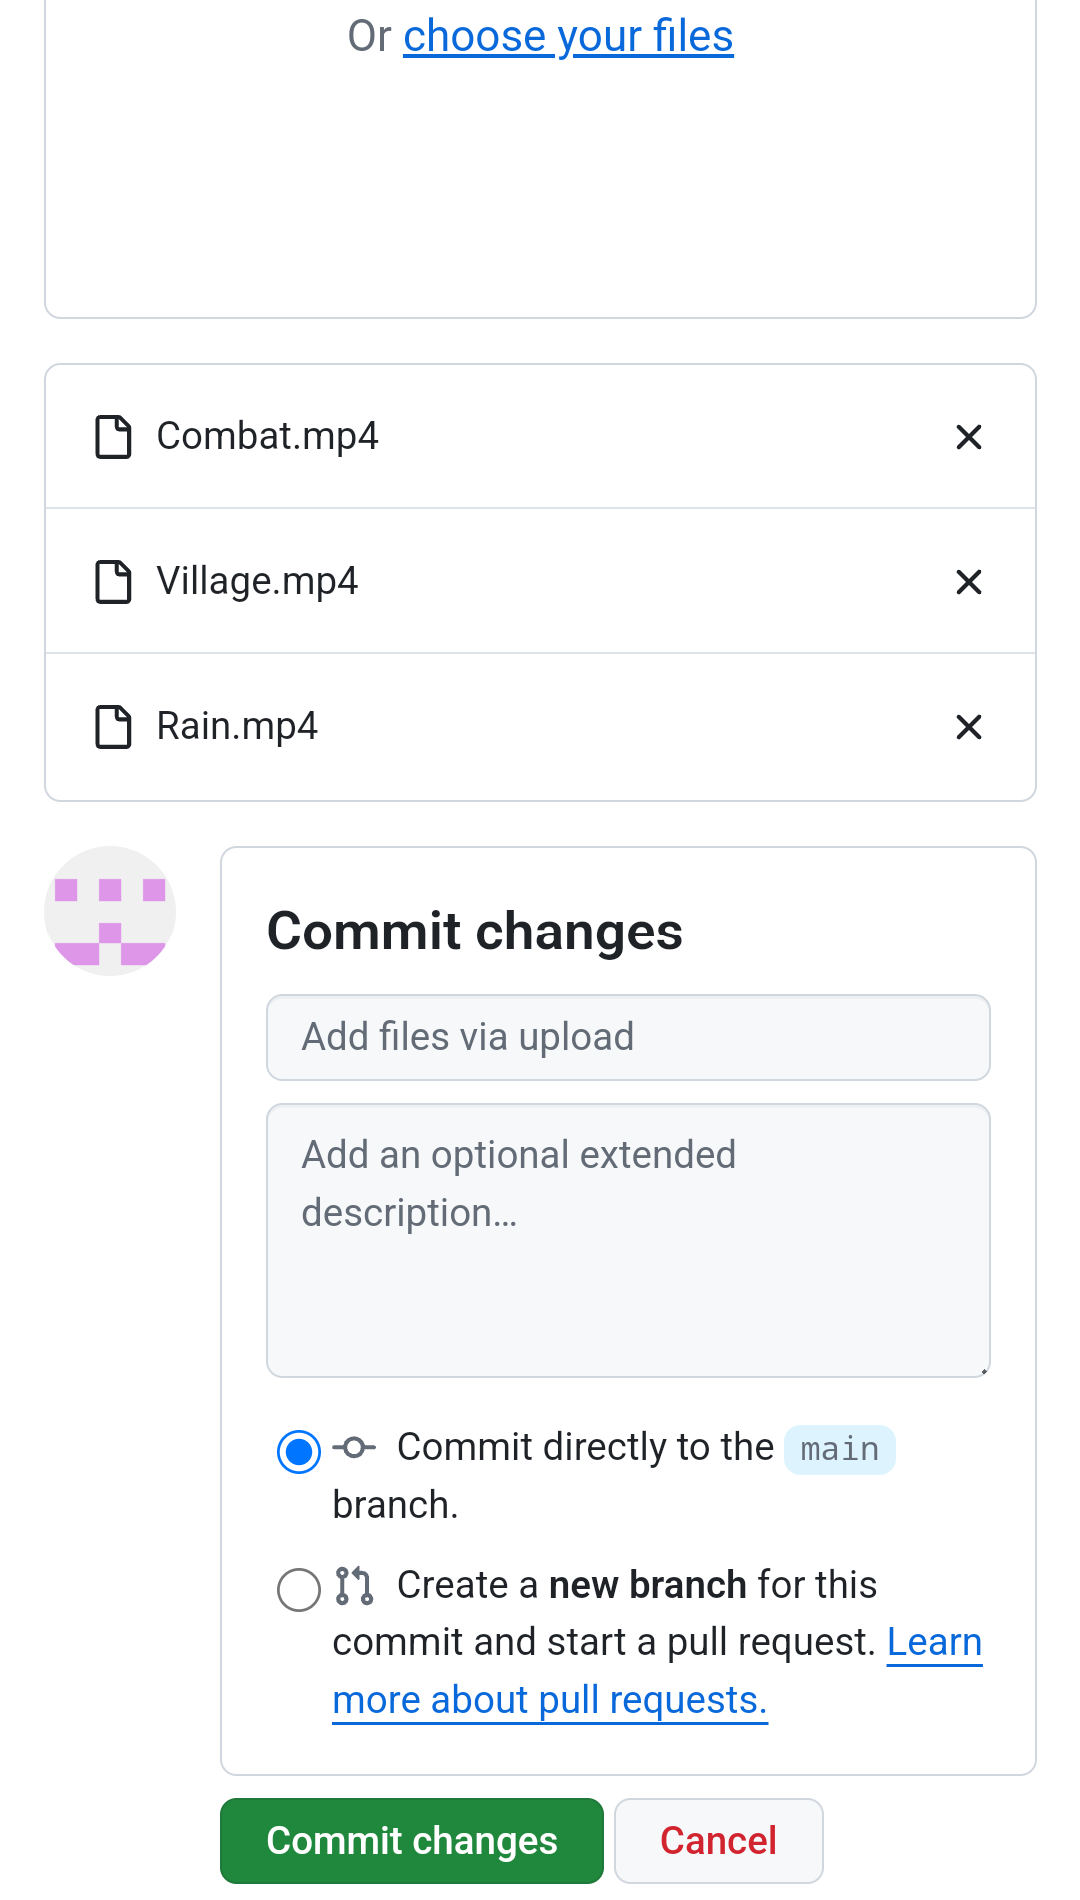 Or choose your files
Combat.mp4
Village.mp4
Rain.mp4
Commit changes
Add files via upload
Add an optional extended
description…
Commit directly to the main
branch.
Create a new branch for this
commit and start a pull request. Learn
more about pull requests.
Commit changes
Cancel